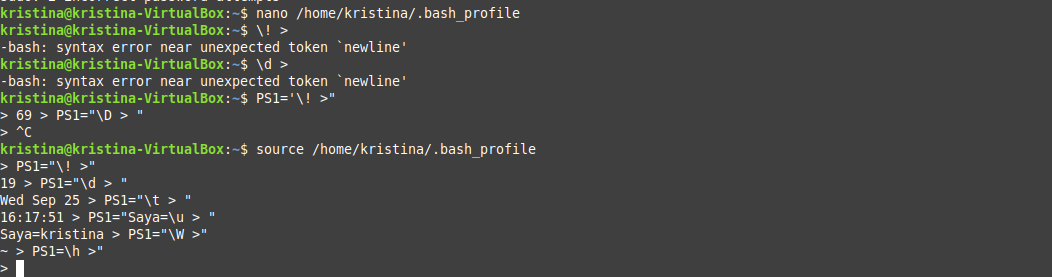 kristina@kristina-VirtualBox:~$ nano /home/kristina/.bash_profile
kristina@kristina-VirtualBox:~$ \! >
-bash: syntax error near unexpected token `newline'
kristina@kristina-VirtualBox:~$ \d >
-bash: syntax error near unexpected token `newline'
kristina@kristina-VirtualBox:~$ PS1='\! >"
> 69 > PS1="\D > "
> ^C
kristina@kristina-VirtualBox:~$ source /home/kristina/.bash_profile
> PS1="\! >"
19 > PS1="\d > "
Wed Sep 25 > PS1="\t > "
16:17:51 > PS1="Saya=\u > "
Saya=kristina > PS1="\W >"
~ > PS1=\h >"
>